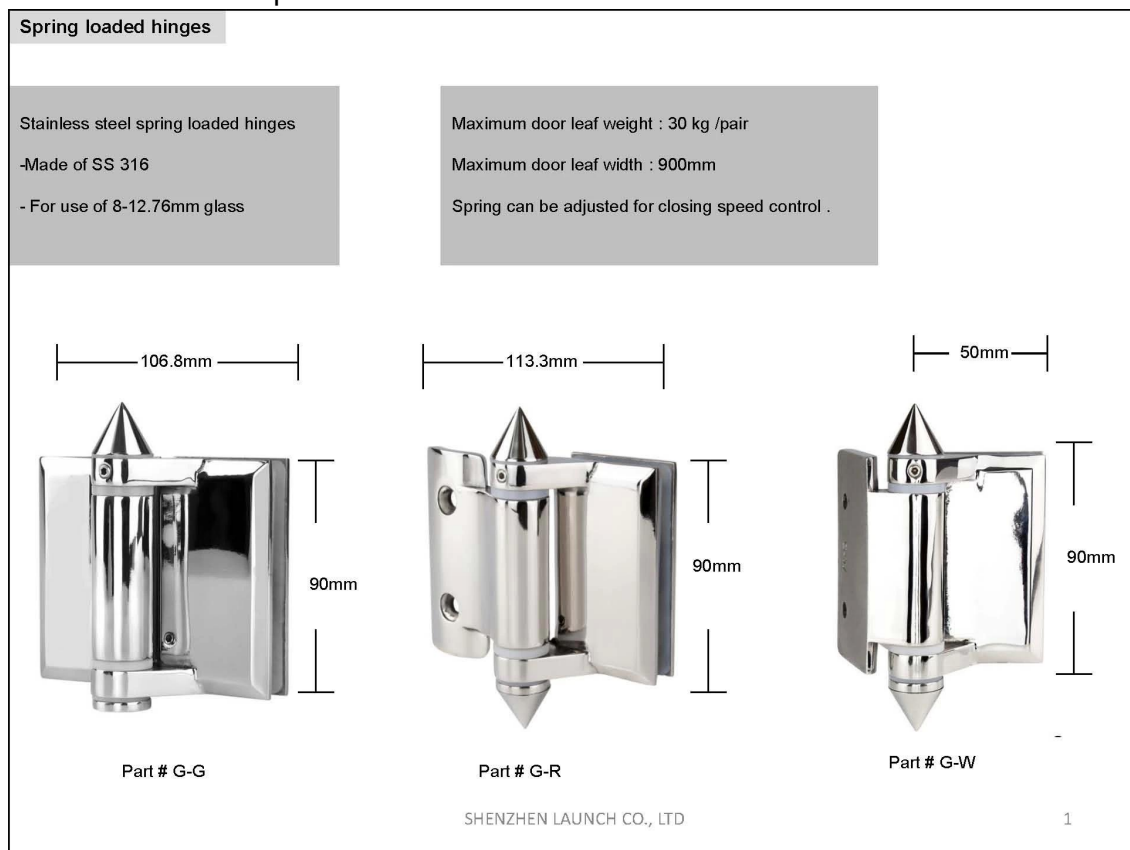 Spring loaded hinges
Stainless steel spring loaded hinges
-Made of SS 316
- For use of 8-12.76mm glass
Maximum door leaf weight : 30 kg /pair
Maximum door leaf width : 900mm
Spring can be adjusted for closing speed control .
106.8mm
113.3mm
50mm
90mm
90mm
90mm
Part # G-G
Part # G-R
Part # G-W
SHENZHEN LAUNCH CO., LTD
1